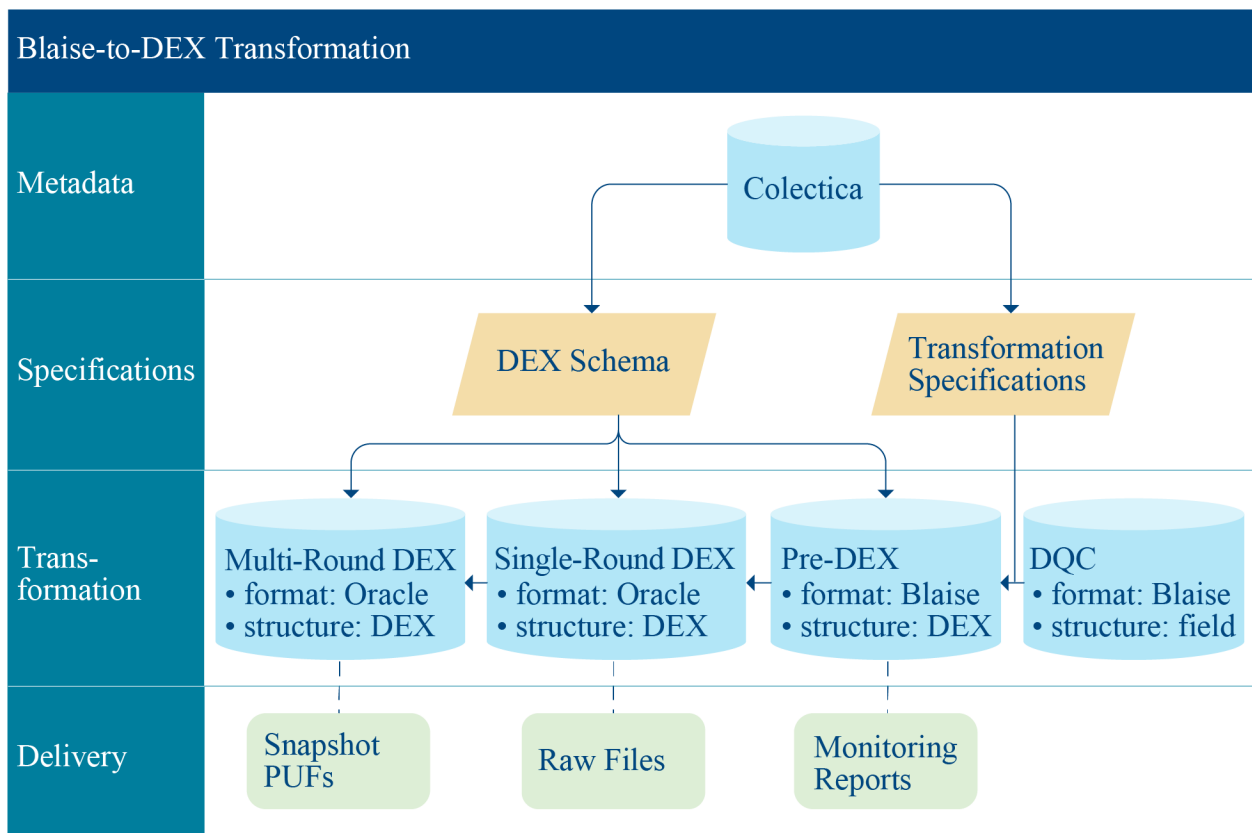 Blaise-to-DEX Transformation
Metadata
Colectica
Specifications
DEX Schema
Transformation
Specifications
Trans-
formation
Multi-Round DEX
• format: Oracle
• structure: DEX
Single-Round DEX
• format: Oracle
• structure: DEX
Pre-DEX
• format: Blaise
• structure: DEX
DQC
• format: Blaise
• structure: field
Delivery
Snapshot
PUFs
Raw Files
Monitoring
Reports